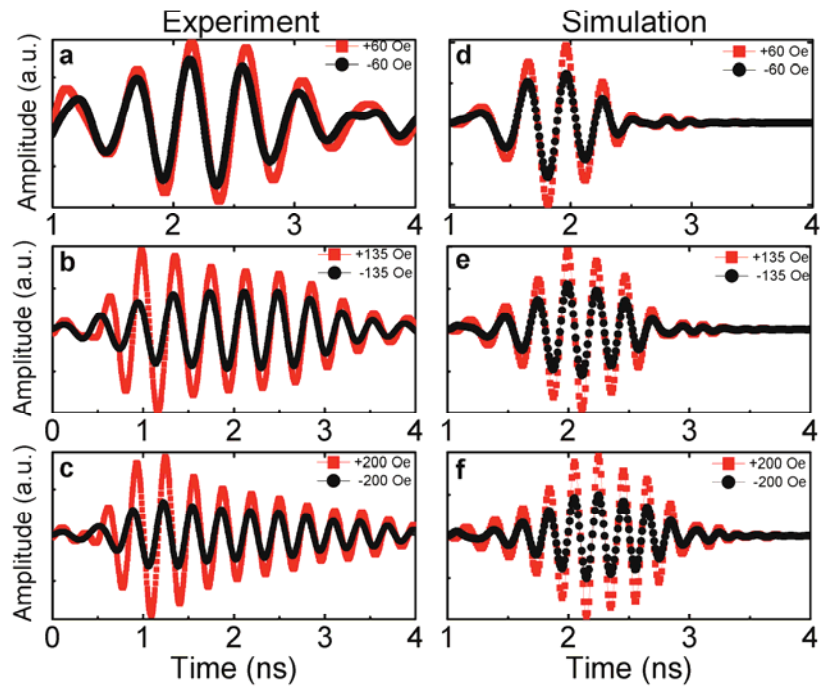 Experiment
Simulation
a
+60 Oe
-60 Oe
Amplitude (a.u.)
1 2 3 4
d
+60 Oe
-60 Oe
Amplitude (a.u.)
1 2 3 4
b
+135 Oe
-135 Oe
Amplitude (a.u.)
0 1 2 3 4
e
+135 Oe
-135 Oe
Amplitude (a.u.)
1 2 3 4
c
+200 Oe
-200 Oe
Amplitude (a.u.)
0 1 2 3 4
Time (ns)
f
+200 Oe
-200 Oe
Amplitude (a.u.)
1 2 3 4
Time (ns)